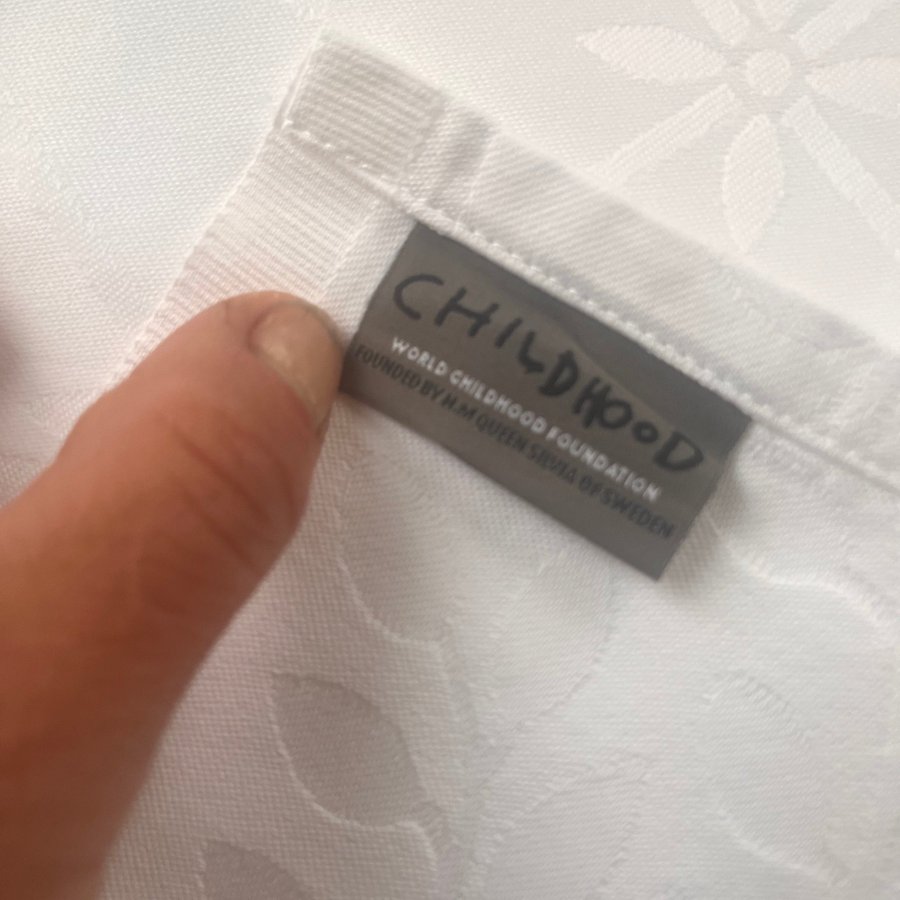 CHILDHOOD
WORLD CHILDHOOD FOUNDATION
FOUNDED BY H.M QUEEN SILVIA OF SWEDEN